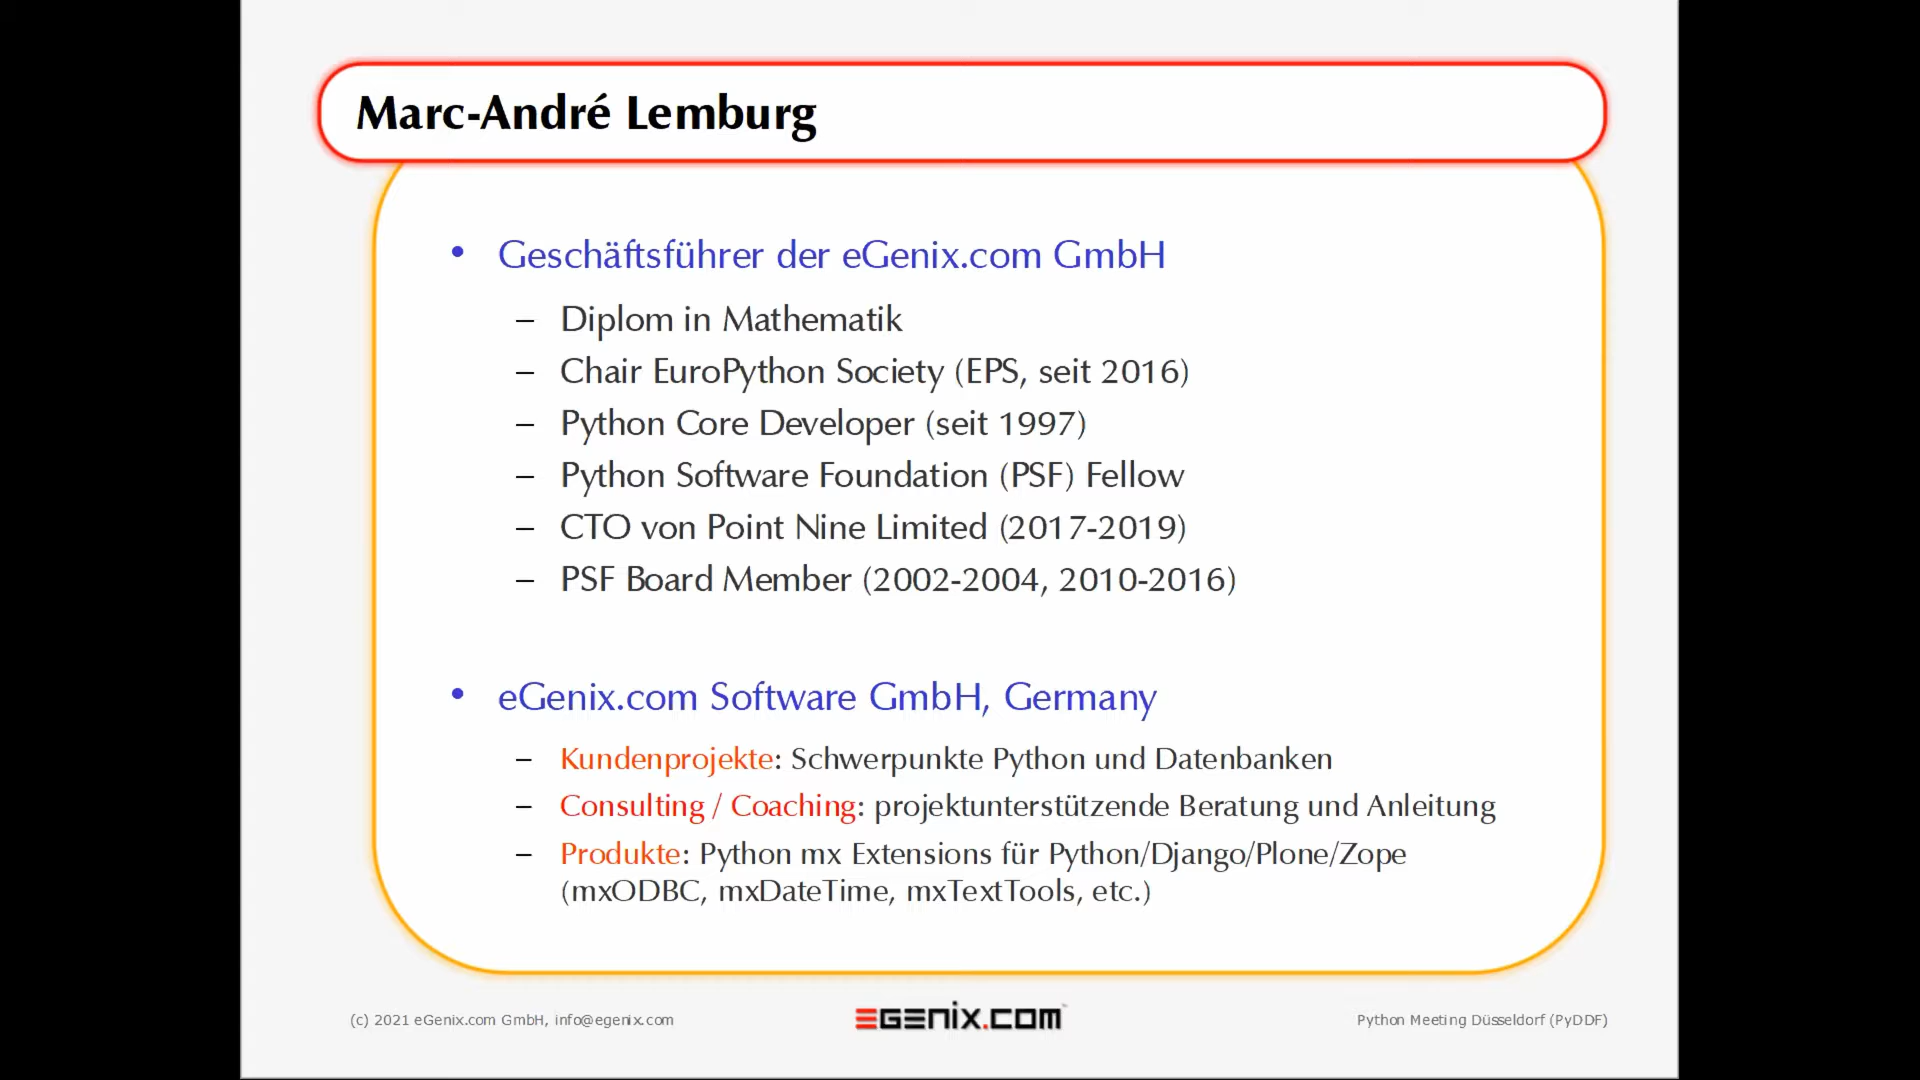 Marc-André Lemburg
• Geschäftsführer der eGenix.com GmbH
– Diplom in Mathematik
– Chair EuroPython Society (EPS, seit 2016)
– Python Core Developer (seit 1997)
– Python Software Foundation (PSF) Fellow
– CTO von Point Nine Limited (2017-2019)
– PSF Board Member (2002-2004, 2010-2016)
• eGenix.com Software GmbH, Germany
– Kundenprojekte: Schwerpunkte Python und Datenbanken
– Consulting / Coaching: projektunterstützende Beratung und Anleitung
– Produkte: Python mx Extensions für Python/Django/Plone/Zope
(mxODBC, mxDateTime, mxTextTools, etc.)
(c) 2021 eGenix.com GmbH, info@egenix.com
EGENIX.COM
Python Meeting Düsseldorf (PyDDF)